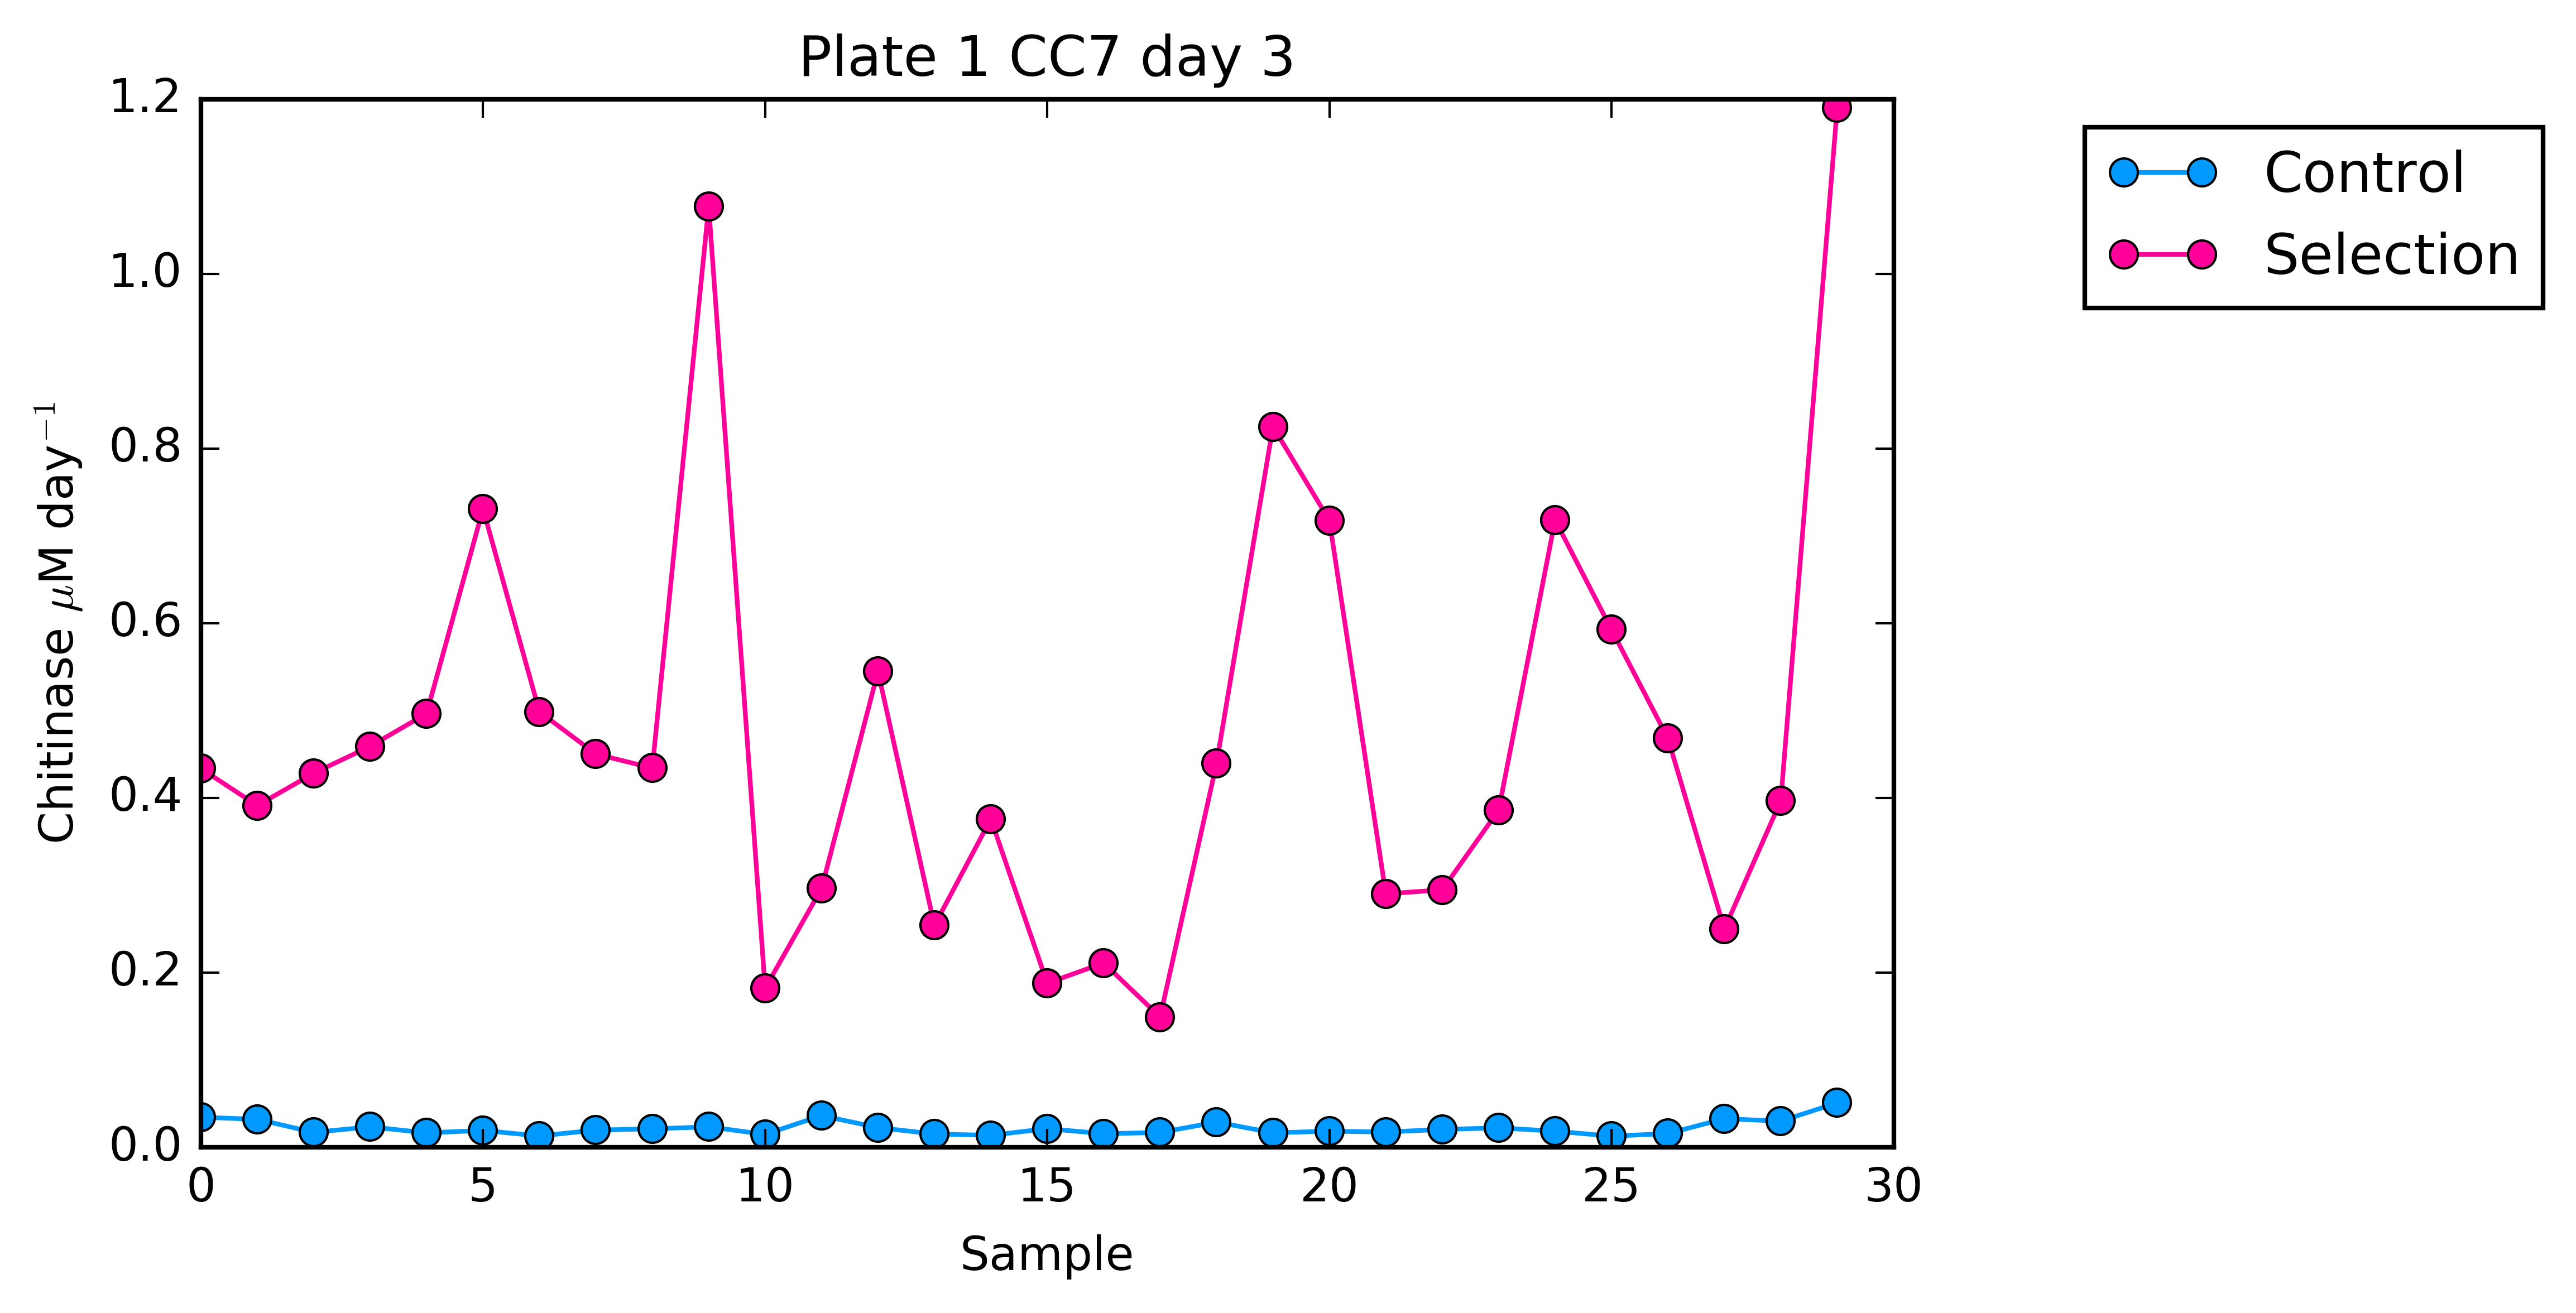 Plate 1 CC7 day 3
Chitinase μM day⁻¹
1.2
1.0
0.8
0.6
0.4
0.2
0.0
0 5 10 15 20 25 30
Sample
Control
Selection